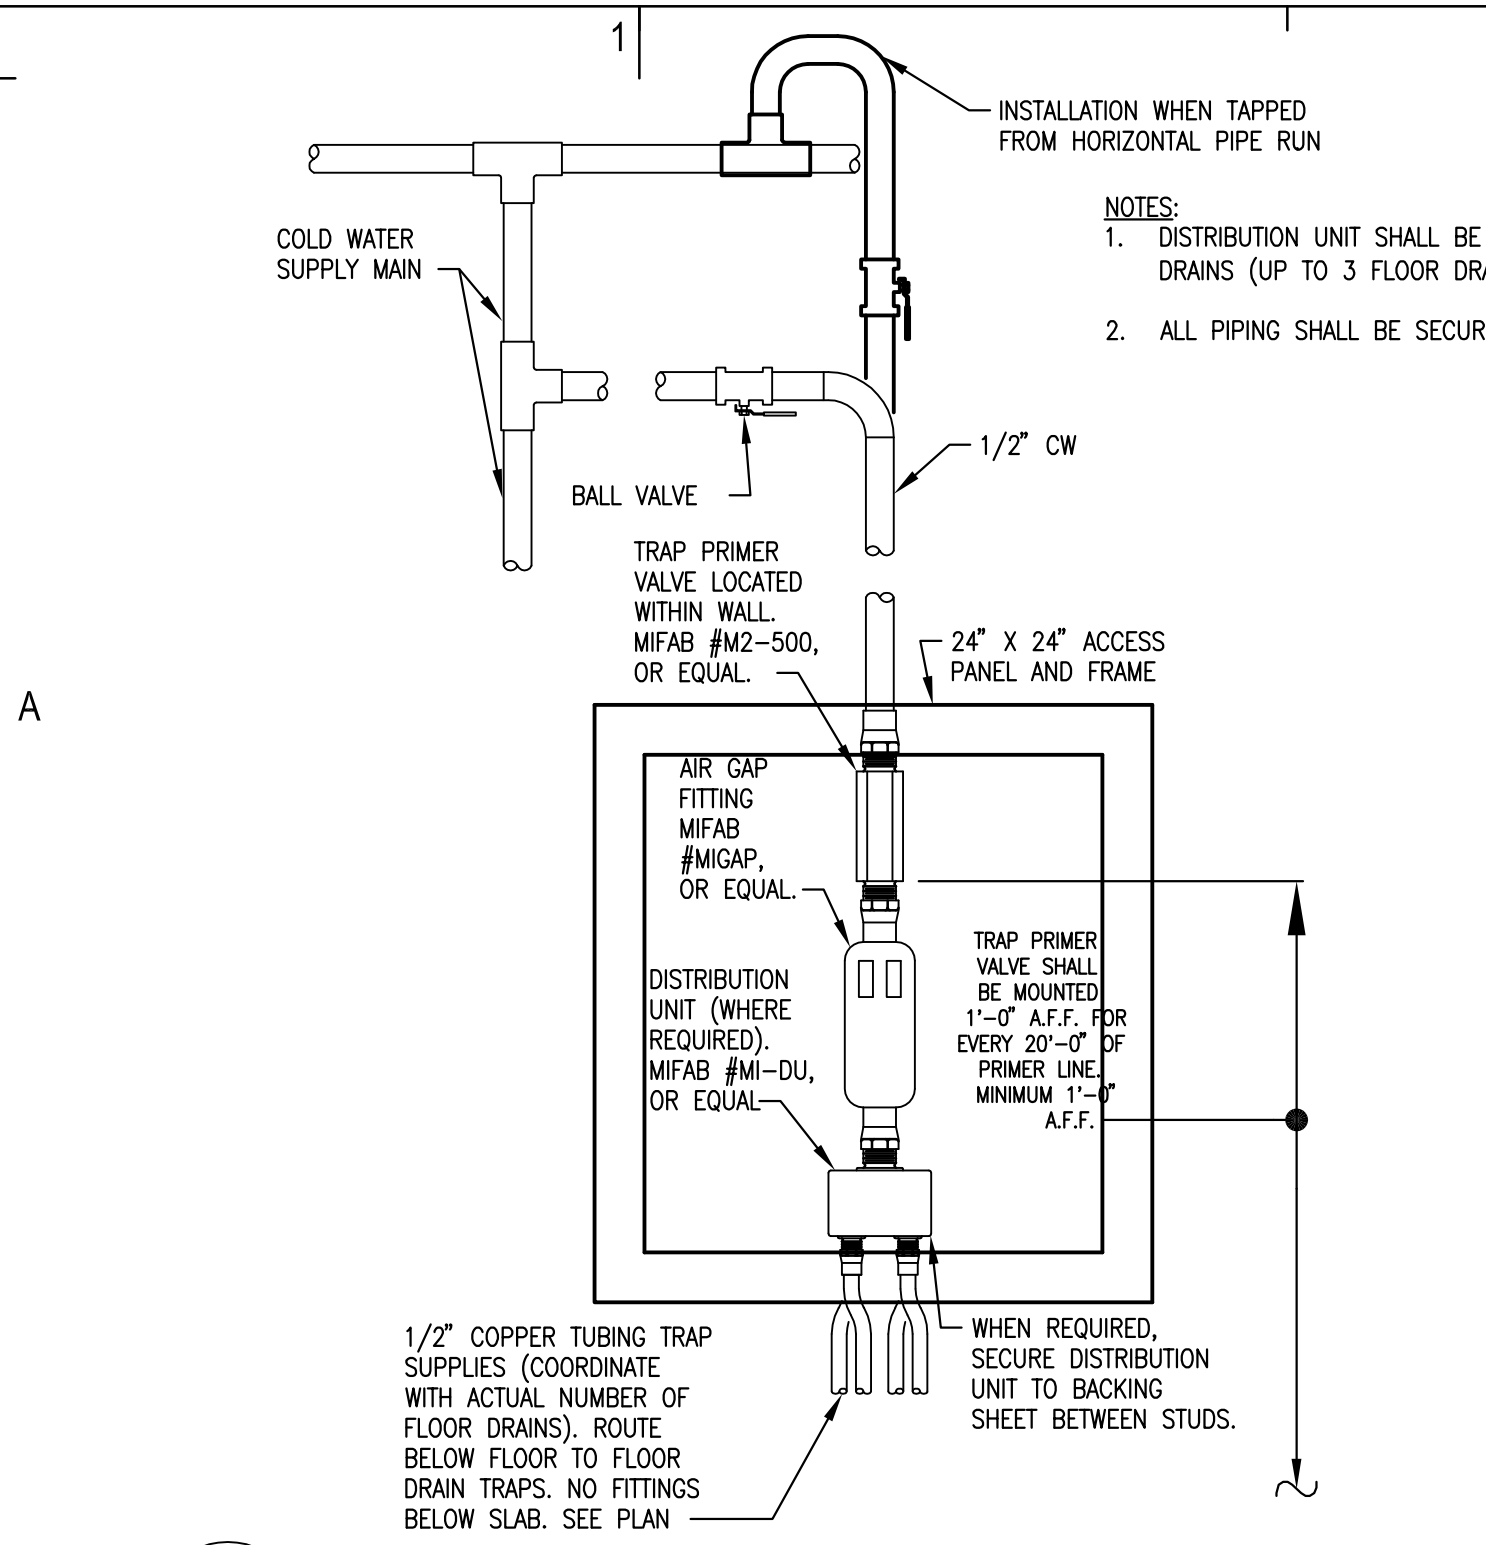 1
INSTALLATION WHEN TAPPED
FROM HORIZONTAL PIPE RUN
NOTES:
1. DISTRIBUTION UNIT SHALL BE
DRAINS (UP TO 3 FLOOR
2. ALL PIPING SHALL BE
COLD WATER
SUPPLY MAIN
1/2" CW
BALL VALVE
TRAP PRIMER
VALVE LOCATED
WITHIN WALL.
MIFAB #M2-500,
OR EQUAL.
24" X 24" ACCESS
PANEL AND FRAME
A
AIR GAP
FITTING
MIFAB
#MIGAP,
OR EQUAL.
TRAP PRIMER
VALVE SHALL
BE MOUNTED
1'-0" A.F.F. FOR
EVERY 20'-0" OF
PRIMER LINE.
MINIMUM 1'-0"
A.F.F.
DISTRIBUTION
UNIT (WHERE
REQUIRED).
MIFAB #MI-DU,
OR EQUAL
1/2" COPPER TUBING TRAP
SUPPLIES (COORDINATE
WITH ACTUAL NUMBER OF
FLOOR DRAINS). ROUTE
BELOW FLOOR TO FLOOR
DRAIN TRAPS. NO FITTINGS
BELOW SLAB. SEE PLAN
WHEN REQUIRED,
SECURE DISTRIBUTION
UNIT TO BACKING
SHEET BETWEEN STUDS.